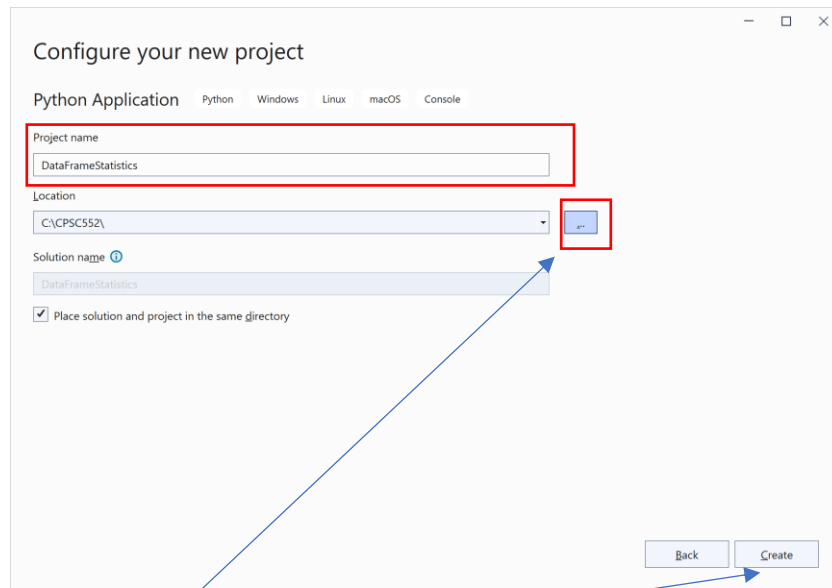 Configure your new project
Python Application Python Windows Linux macOS Console
Project name
DataFrameStatistics
Location
C:\CPSC552\
...
Solution name
DataFrameStatistics
Place solution and project in the same directory
Back Create